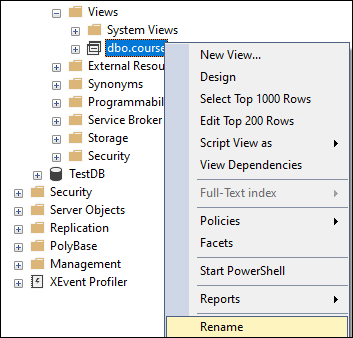 Views
System Views
dbo.course
External Resou
Synonyms
Programmabil
Service Broker
Storage
Security
TestDB
Security
Server Objects
Replication
PolyBase
Management
XEvent Profiler
New View...
Design
Select Top 1000 Rows
Edit Top 200 Rows
Script View as
View Dependencies
Full-Text index
Policies
Facets
Start PowerShell
Reports
Rename